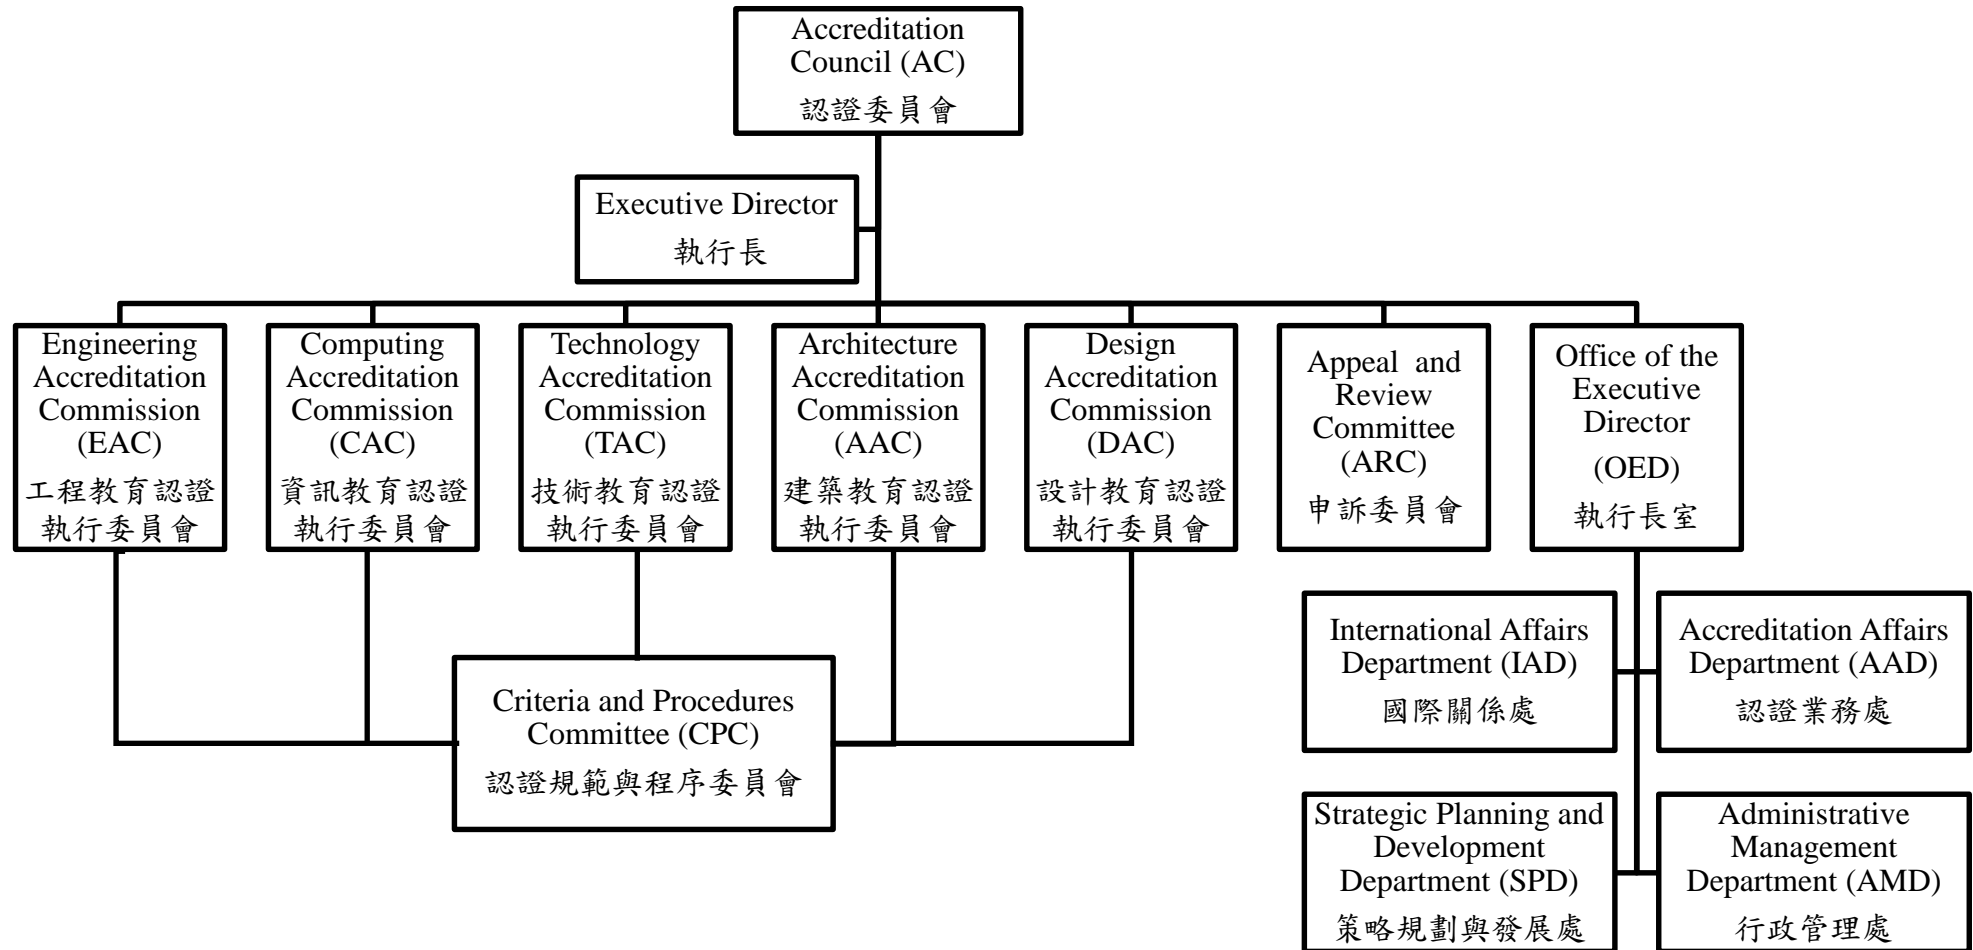 Accreditation
Council (AC)
認證委員會
Executive Director
執行長
Engineering
Accreditation
Commission
(EAC)
工程教育認證
執行委員會
Computing
Accreditation
Commission
(CAC)
資訊教育認證
執行委員會
Technology
Accreditation
Commission
(TAC)
技術教育認證
執行委員會
Architecture
Accreditation
Commission
(AAC)
建築教育認證
執行委員會
Design
Accreditation
Commission
(DAC)
設計教育認證
執行委員會
Appeal and
Review
Committee
(ARC)
申訴委員會
Office of the
Executive
Director
(OED)
執行長室
Criteria and Procedures
Committee (CPC)
認證規範與程序委員會
International Affairs
Department (IAD)
國際關係處
Accreditation Affairs
Department (AAD)
認證業務處
Strategic Planning and
Development
Department (SPD)
策略規劃與發展處
Administrative
Management
Department (AMD)
行政管理處